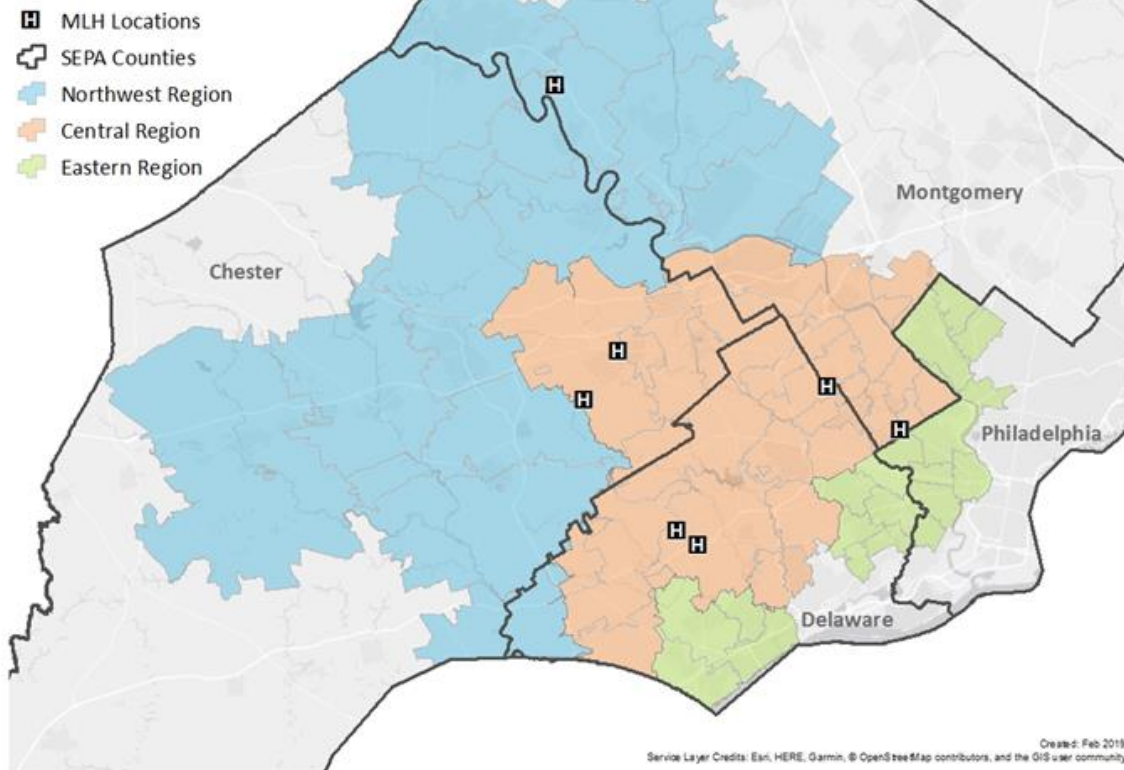 H MLH Locations
SEPA Counties
Northwest Region
Central Region
Eastern Region
H
Montgomery
Chester
H
H
H
H
Philadelphia
H
H
Delaware
Created: Feb 2019
Service Layer Credits: Esri, HERE, Garmin, © OpenStreetMap contributors, and the GIS user community